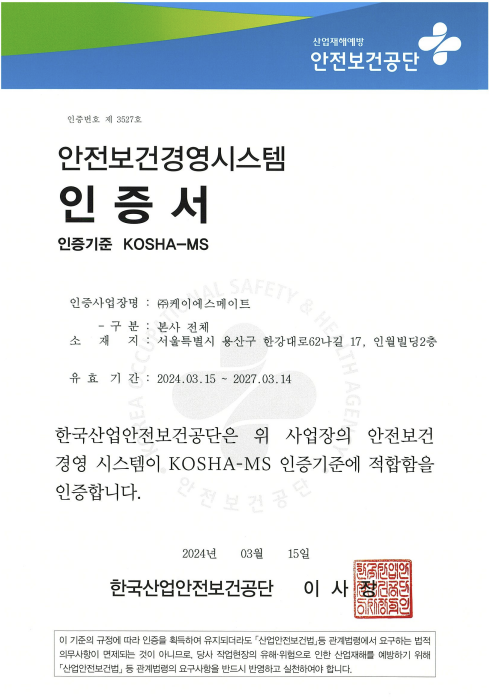 산업재해예방
안전보건공단
인증번호 제 3527호
안전보건경영시스템
인 증 서
인증기준 KOSHA-MS
인증사업장명 : ㈜케이에스메이트
- 구 분 : 본사 전체
소 재 지 : 서울특별시 용산구 한강대로62나길 17, 인월빌딩2층
유 효 기 간 : 2024.03.15 ~ 2027.03.14
한국산업안전보건공단은 위 사업장의 안전보건
경영 시스템이 KOSHA-MS 인증기준에 적합함을
인증합니다.
KOREA OCCUPATIONAL SAFETY & HEALTH AGENCY
안전보건공단
2024년 03월 15일
한국산업안전보건공단 이 사 장
이 기준의 규정에 따라 인증을 획득하여 유지되더라도 「산업안전보건법」등 관계법령에서 요구하는 법적
의무사항이 면제되는 것이 아니므로, 당사 작업현장의 유해·위험으로 인한 산업재해를 예방하기 위해
「산업안전보건법」 등 관계법령의 요구사항을 반드시 반영하고 실천하여야 합니다.